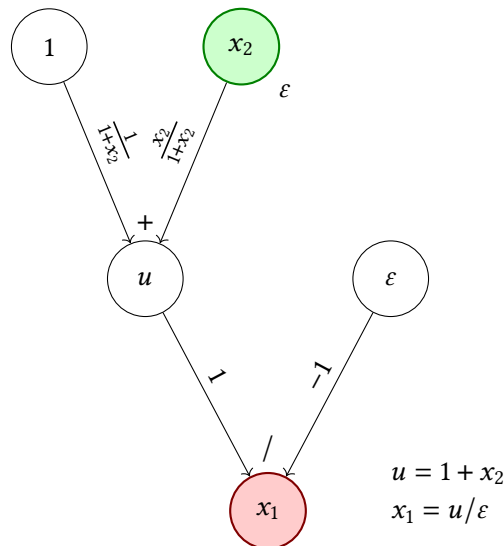 1
x₂
ε
1/(1+x₂)
x₂/(1+x₂)
+
u
ε
1
−1
/
x₁
u = 1 + x₂
x₁ = u/ε